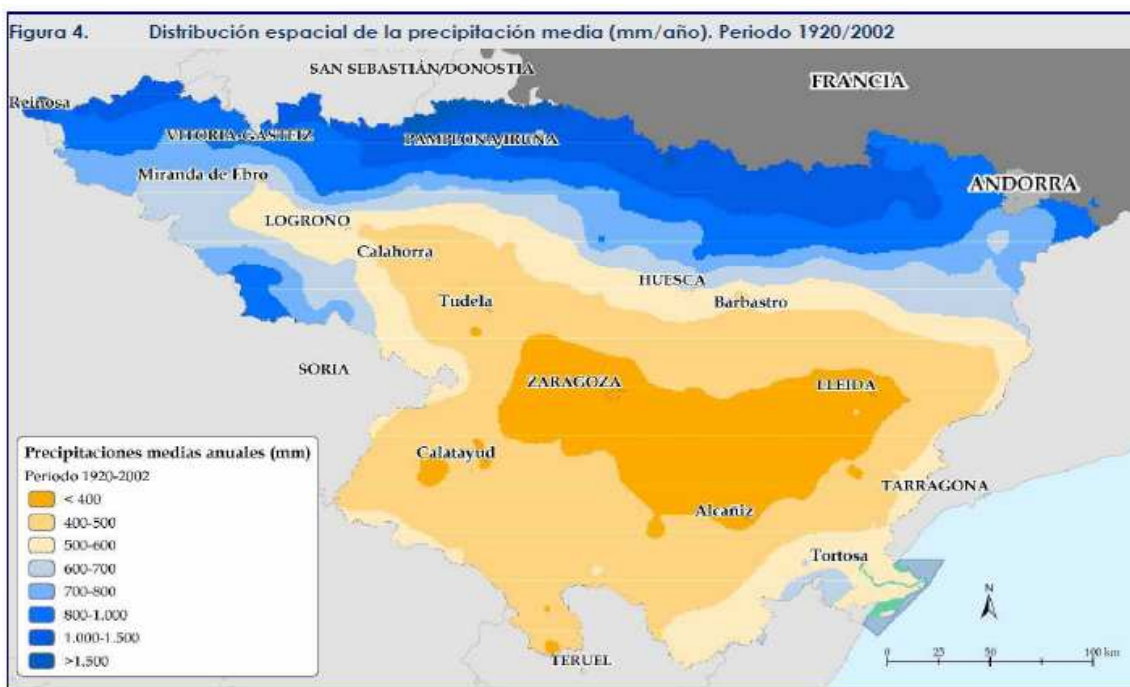 Figura 4. Distribución espacial de la precipitación media (mm/año). Periodo 1920/2002
SAN SEBASTIÁN/DONOSTIA
FRANCIA
Reinosa
VITORIA-GASTEIZ
PAMPLONA/IRUÑA
Miranda de Ebro
ANDORRA
LOGROÑO
Calahorra
HUESCA
Tudela
Barbastro
SORIA
ZARAGOZA
LLEIDA
Calatayud
TARRAGONA
Alcañiz
Tortosa
TERUEL
Precipitaciones medias anuales (mm)
Periodo 1920-2002
< 400
400-500
500-600
600-700
700-800
800-1.000
1.000-1.500
>1.500
N
0 25 50 100 km